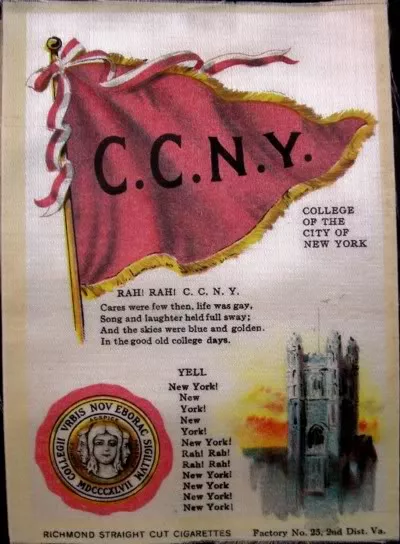 C.C.N.Y.
COLLEGE
OF THE
CITY OF
NEW YORK
RAH! RAH! C. C. N. Y.
Cares were few then, life was gay,
Song and laughter held full sway;
And the skies were blue and golden.
In the good old college days.
YELL
New York!
New
York!
New
York!
New York!
Rah! Rah!
Rah! Rah!
New York!
New York
New York!
New York!
COLLEGII VRBIS NOV EBORAC SIGILLVM
MDCCCXLVII
RICHMOND STRAIGHT CUT CIGARETTES Factory No. 25, 2nd Dist. Va.